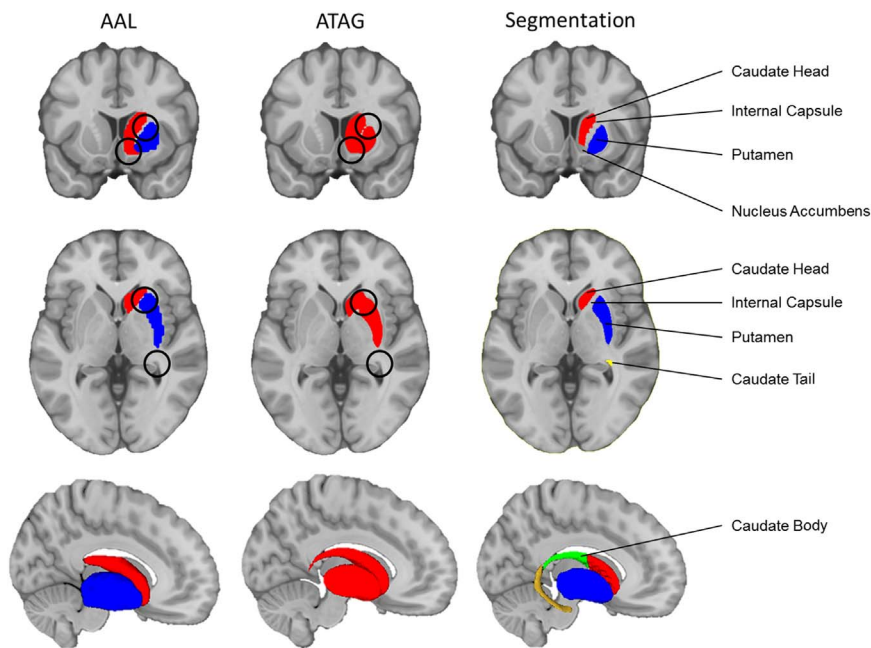 AAL
ATAG
Segmentation
Caudate Head
Internal Capsule
Putamen
Nucleus Accumbens
Caudate Head
Internal Capsule
Putamen
Caudate Tail
Caudate Body